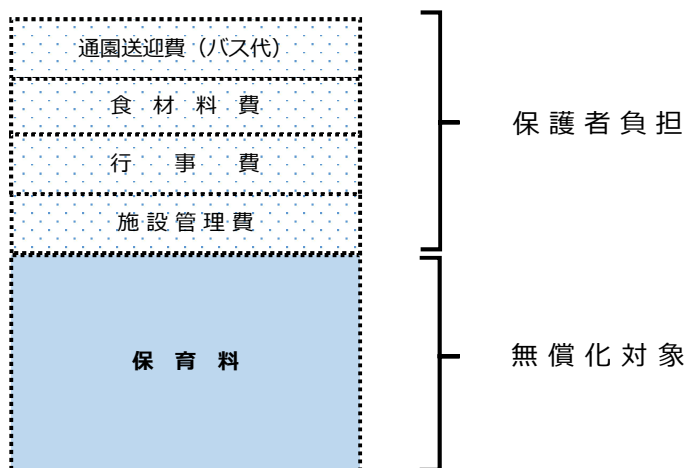 通園送迎費（バス代）
食材料費
行事費
施設管理費
保育料
保護者負担
無償化対象